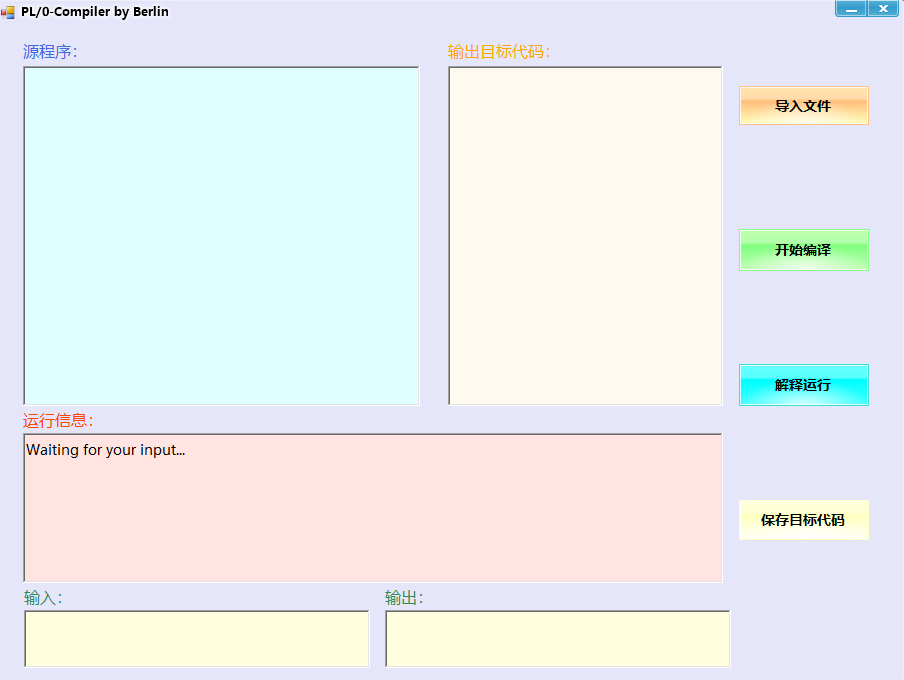 PL/0-Compiler by Berlin
源程序：
输出目标代码：
导入文件
开始编译
解释运行
运行信息：
Waiting for your input...
保存目标代码
输入：
输出：